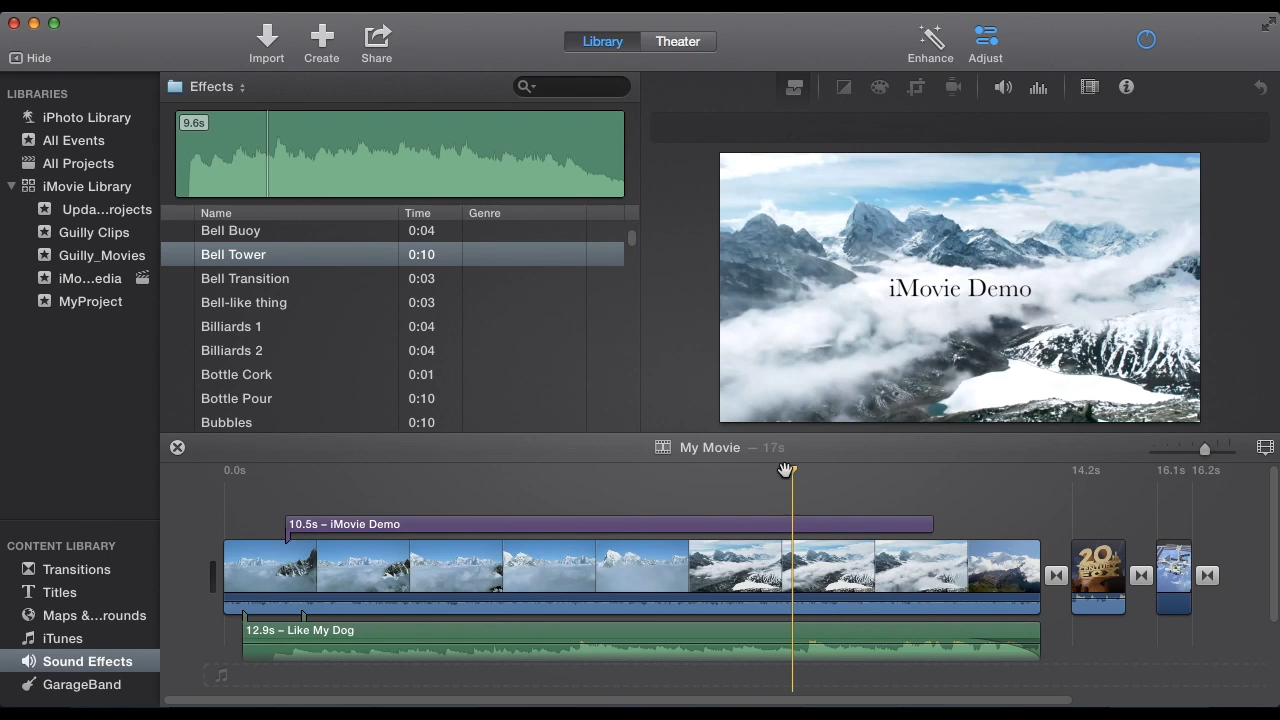 Hide
Import
Create
Share
Library
Theater
Enhance
Adjust
LIBRARIES
iPhoto Library
All Events
All Projects
iMovie Library
Upda...rojects
Guilly Clips
Guilly_Movies
iMo...edia
MyProject
Effects
9.6s
Name Time Genre
Bell Buoy 0:04
Bell Tower 0:10
Bell Transition 0:03
Bell-like thing 0:03
Billiards 1 0:04
Billiards 2 0:04
Bottle Cork 0:01
Bottle Pour 0:10
Bubbles 0:10
iMovie Demo
My Movie – 17s
0.0s 14.2s 16.1s 16.2s
10.5s – iMovie Demo
20
12.9s – Like My Dog
CONTENT LIBRARY
Transitions
Titles
Maps &...rounds
iTunes
Sound Effects
GarageBand